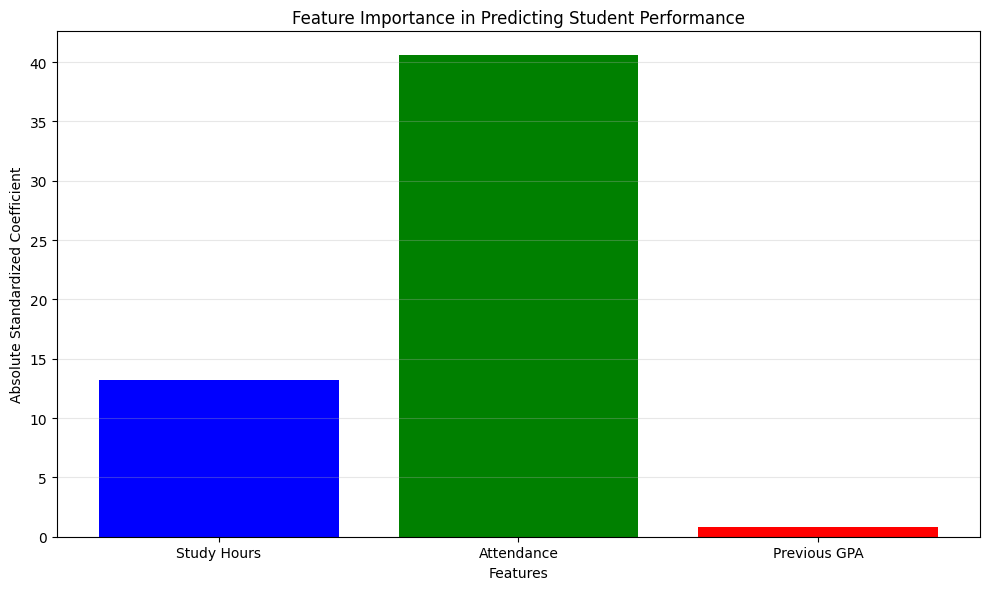 Feature Importance in Predicting Student Performance
Absolute Standardized Coefficient
40
35
30
25
20
15
10
5
0
Study Hours
Attendance
Previous GPA
Features